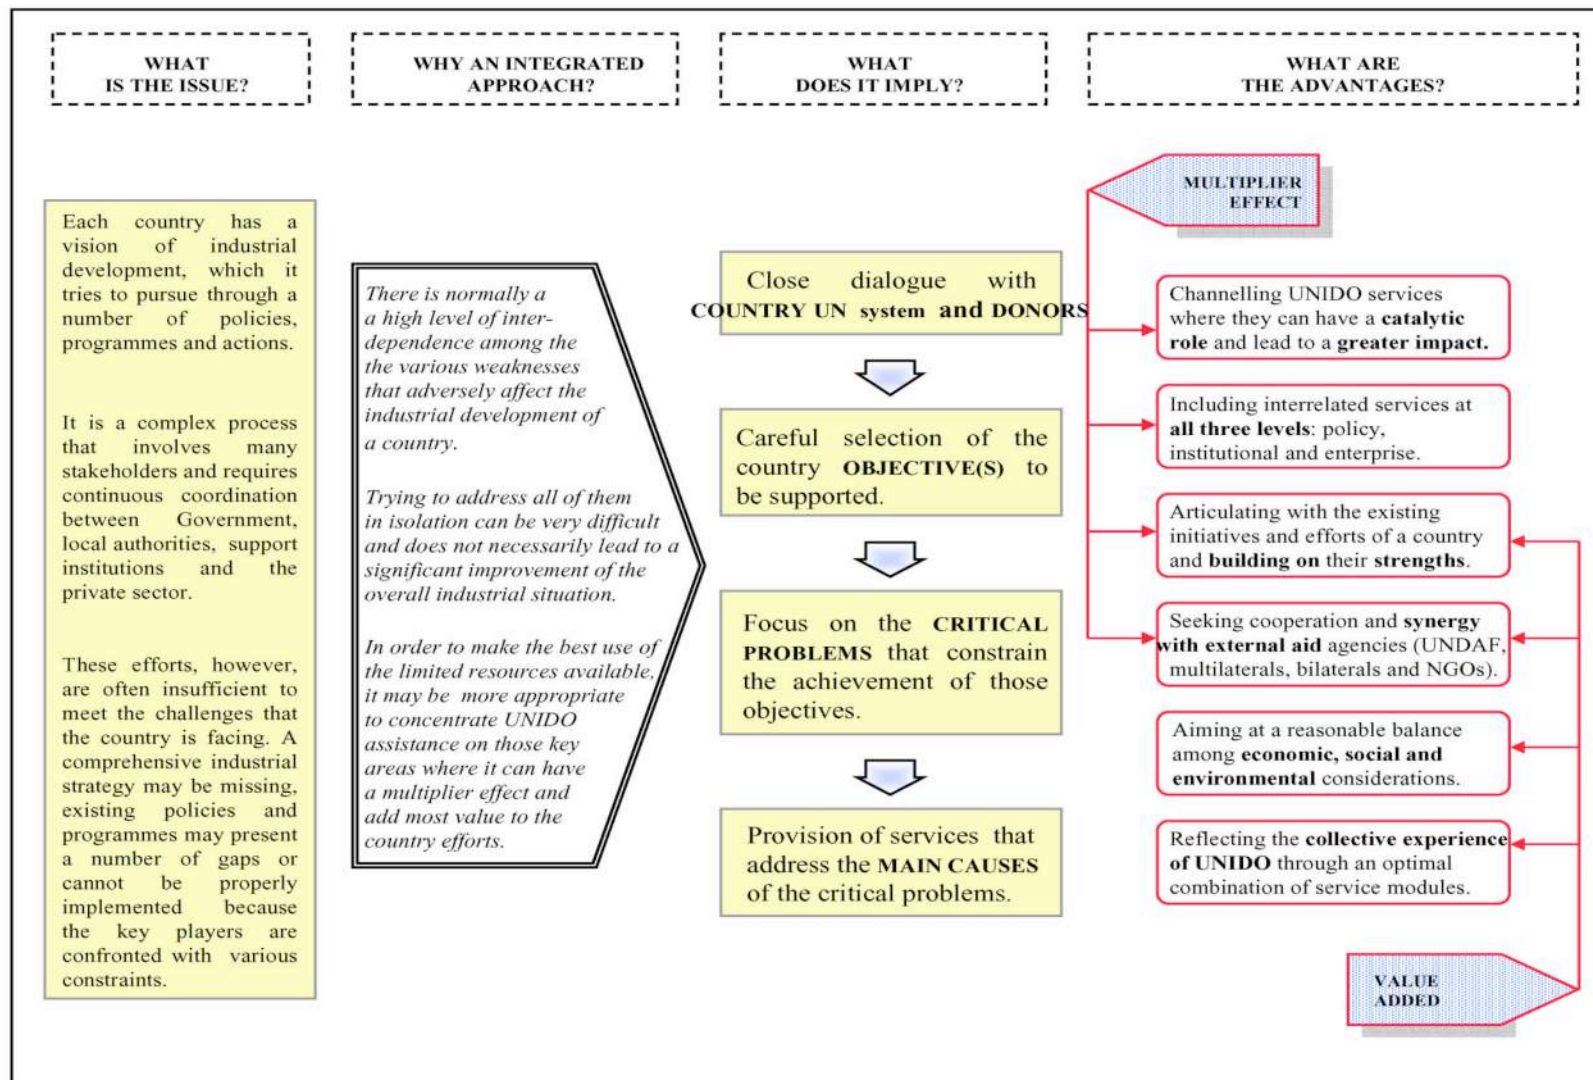 WHAT
IS THE ISSUE?
WHY AN INTEGRATED
APPROACH?
WHAT
DOES IT IMPLY?
WHAT ARE
THE ADVANTAGES?
Each country has a
vision of industrial
development, which it
tries to pursue through a
number of policies,
programmes and actions.
It is a complex process
that involves many
stakeholders and requires
continuous coordination
between Government,
local authorities, support
institutions and the
private sector.
These efforts, however,
are often insufficient to
meet the challenges that
the country is facing. A
comprehensive industrial
strategy may be missing,
existing policies and
programmes may present
a number of gaps or
cannot be properly
implemented because
the key players are
confronted with various
constraints.
There is normally a
a high level of inter-
dependence among the
the various weaknesses
that adversely affect the
industrial development of
a country.
Trying to address all of them
in isolation can be very difficult
and does not necessarily lead to a
significant improvement of the
overall industrial situation.
In order to make the best use of
the limited resources available,
it may be more appropriate
to concentrate UNIDO
assistance on those key
areas where it can have
a multiplier effect and
add most value to the
country efforts.
Close dialogue with
COUNTRY UN system and DONORS
Careful selection of the
country OBJECTIVE(S) to
be supported.
Focus on the CRITICAL
PROBLEMS that constrain
the achievement of those
objectives.
Provision of services that
address the MAIN CAUSES
of the critical problems.
MULTIPLIER
EFFECT
Channelling UNIDO services
where they can have a catalytic
role and lead to a greater impact.
Including interrelated services at
all three levels: policy,
institutional and enterprise.
Articulating with the existing
initiatives and efforts of a country
and building on their strengths.
Seeking cooperation and synergy
with external aid agencies (UNDAF,
multilaterals, bilaterals and NGOs).
Aiming at a reasonable balance
among economic, social and
environmental considerations.
Reflecting the collective experience
of UNIDO through an optimal
combination of service modules.
VALUE
ADDED